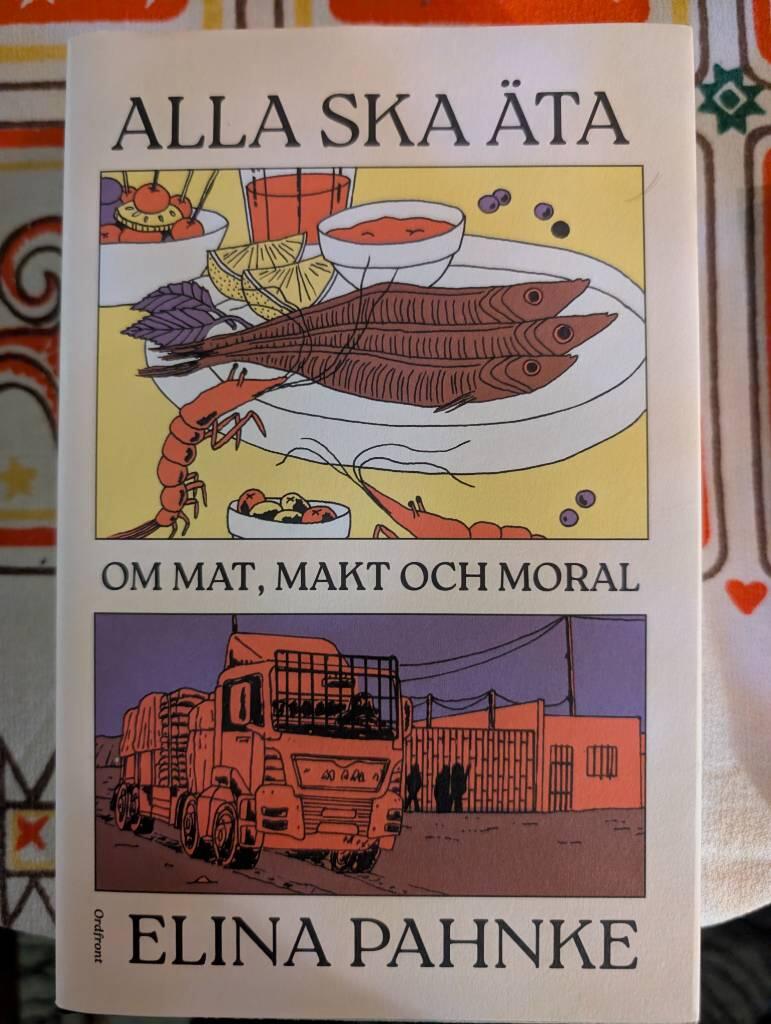 ALLA SKA ÄTA
OM MAT, MAKT OCH MORAL
Ordfront
ELINA PAHNKE